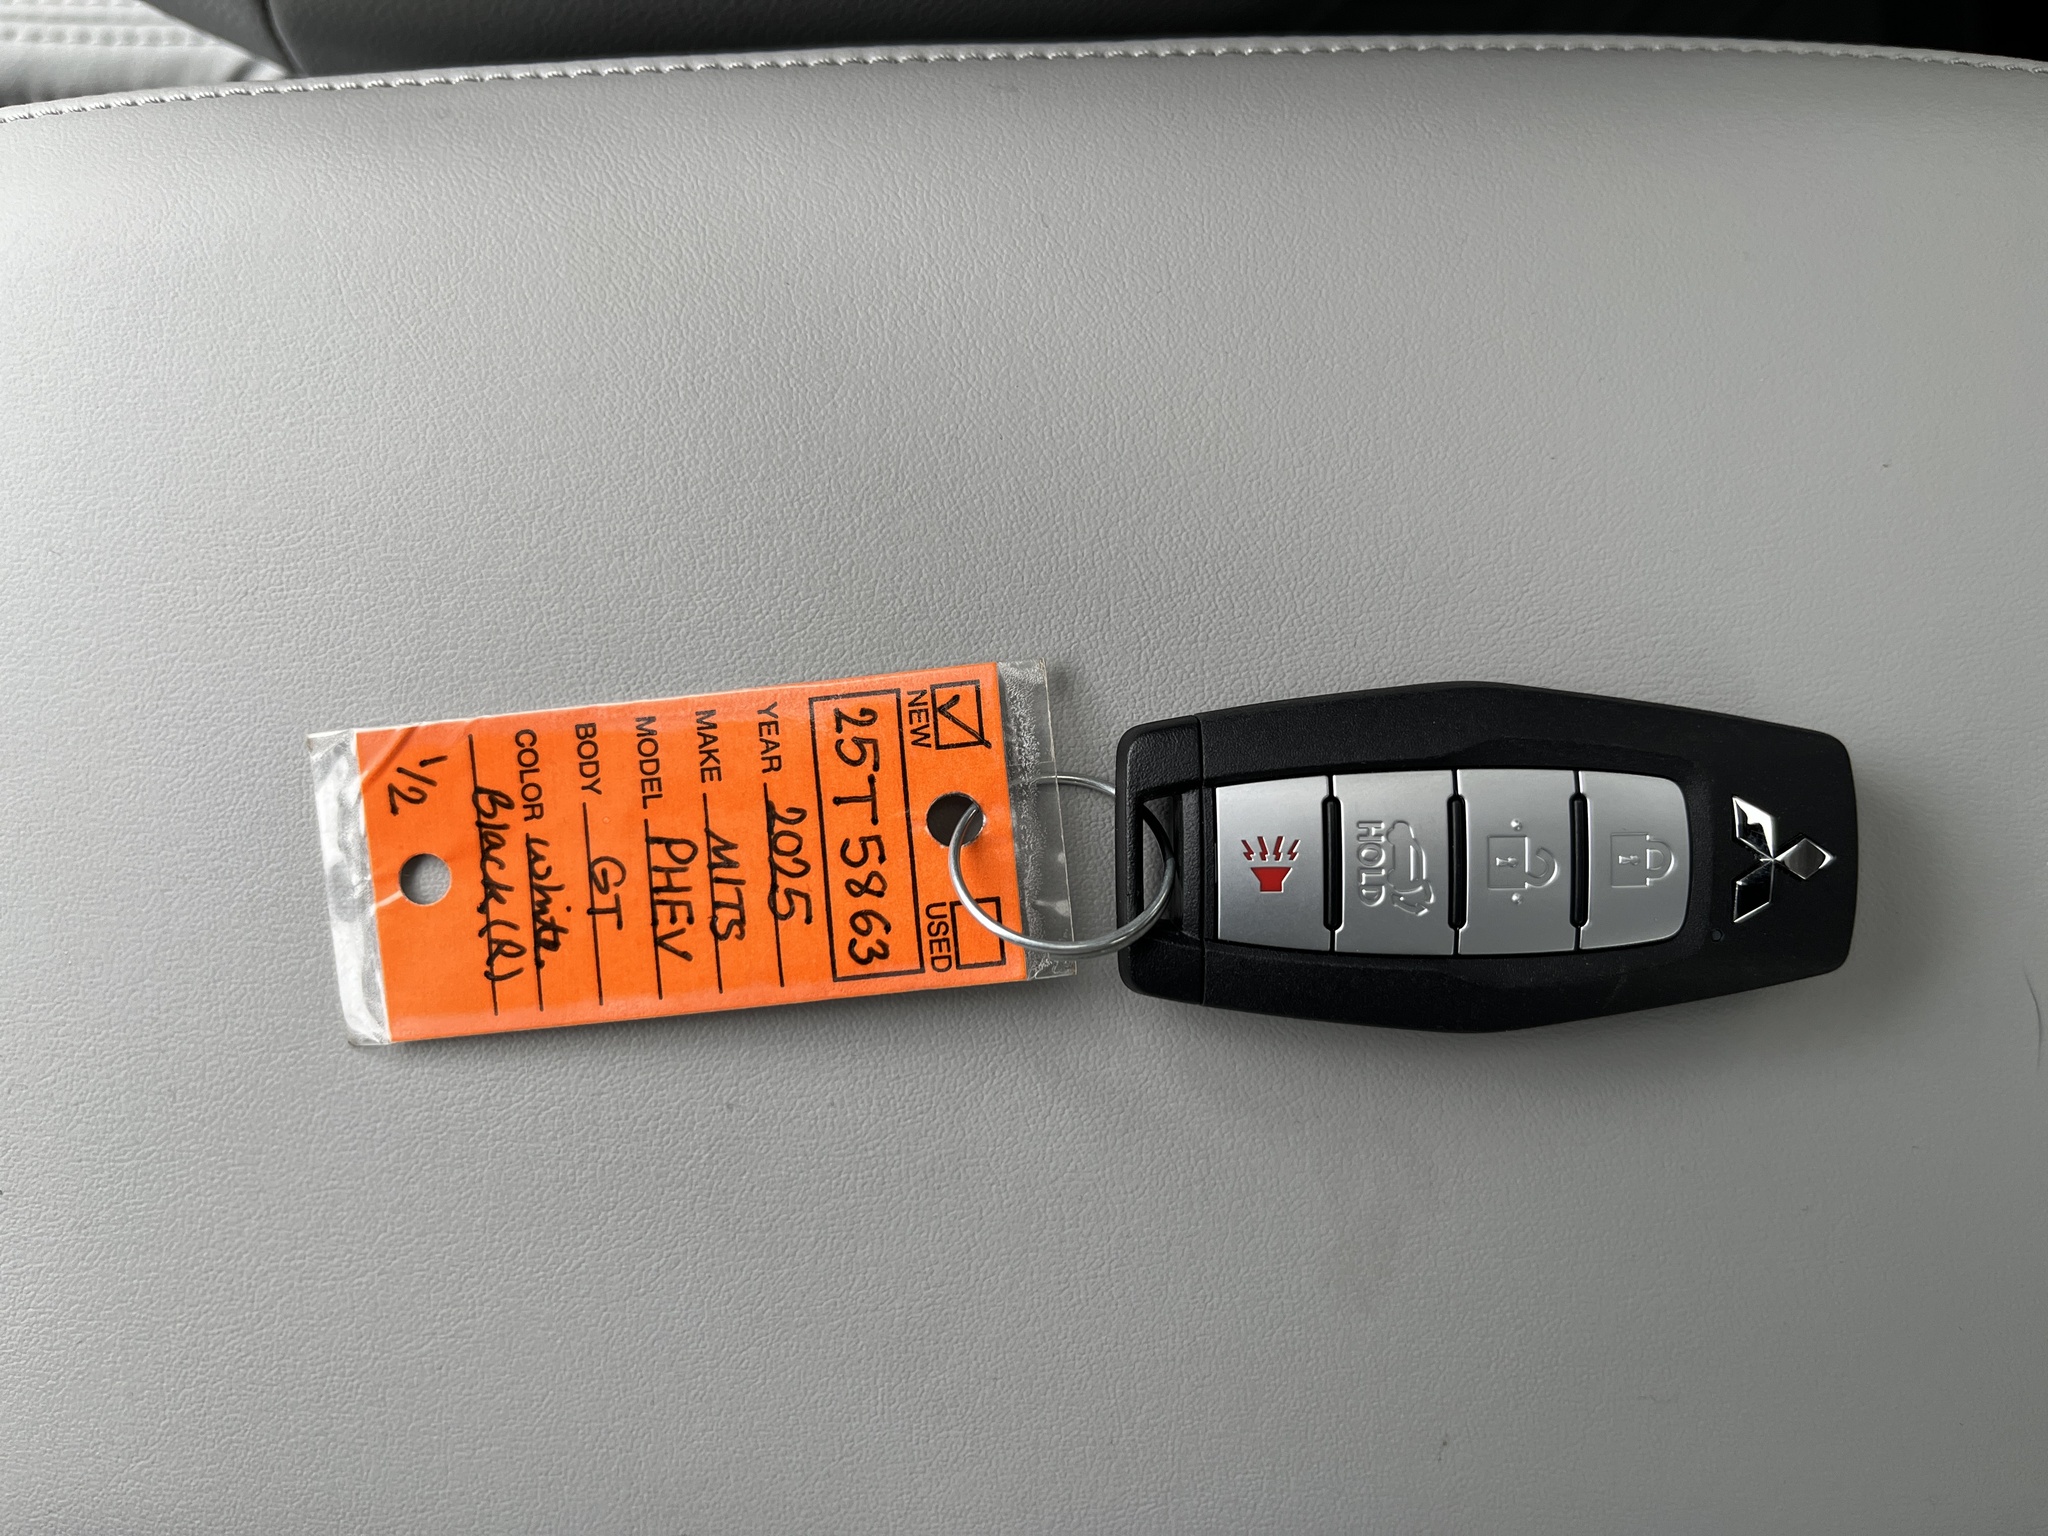 NEW USED
25T5863
YEAR 2025
MAKE MITS
MODEL PHEV
BODY GT
COLOR white.
Black(R)
1/2
HOLD